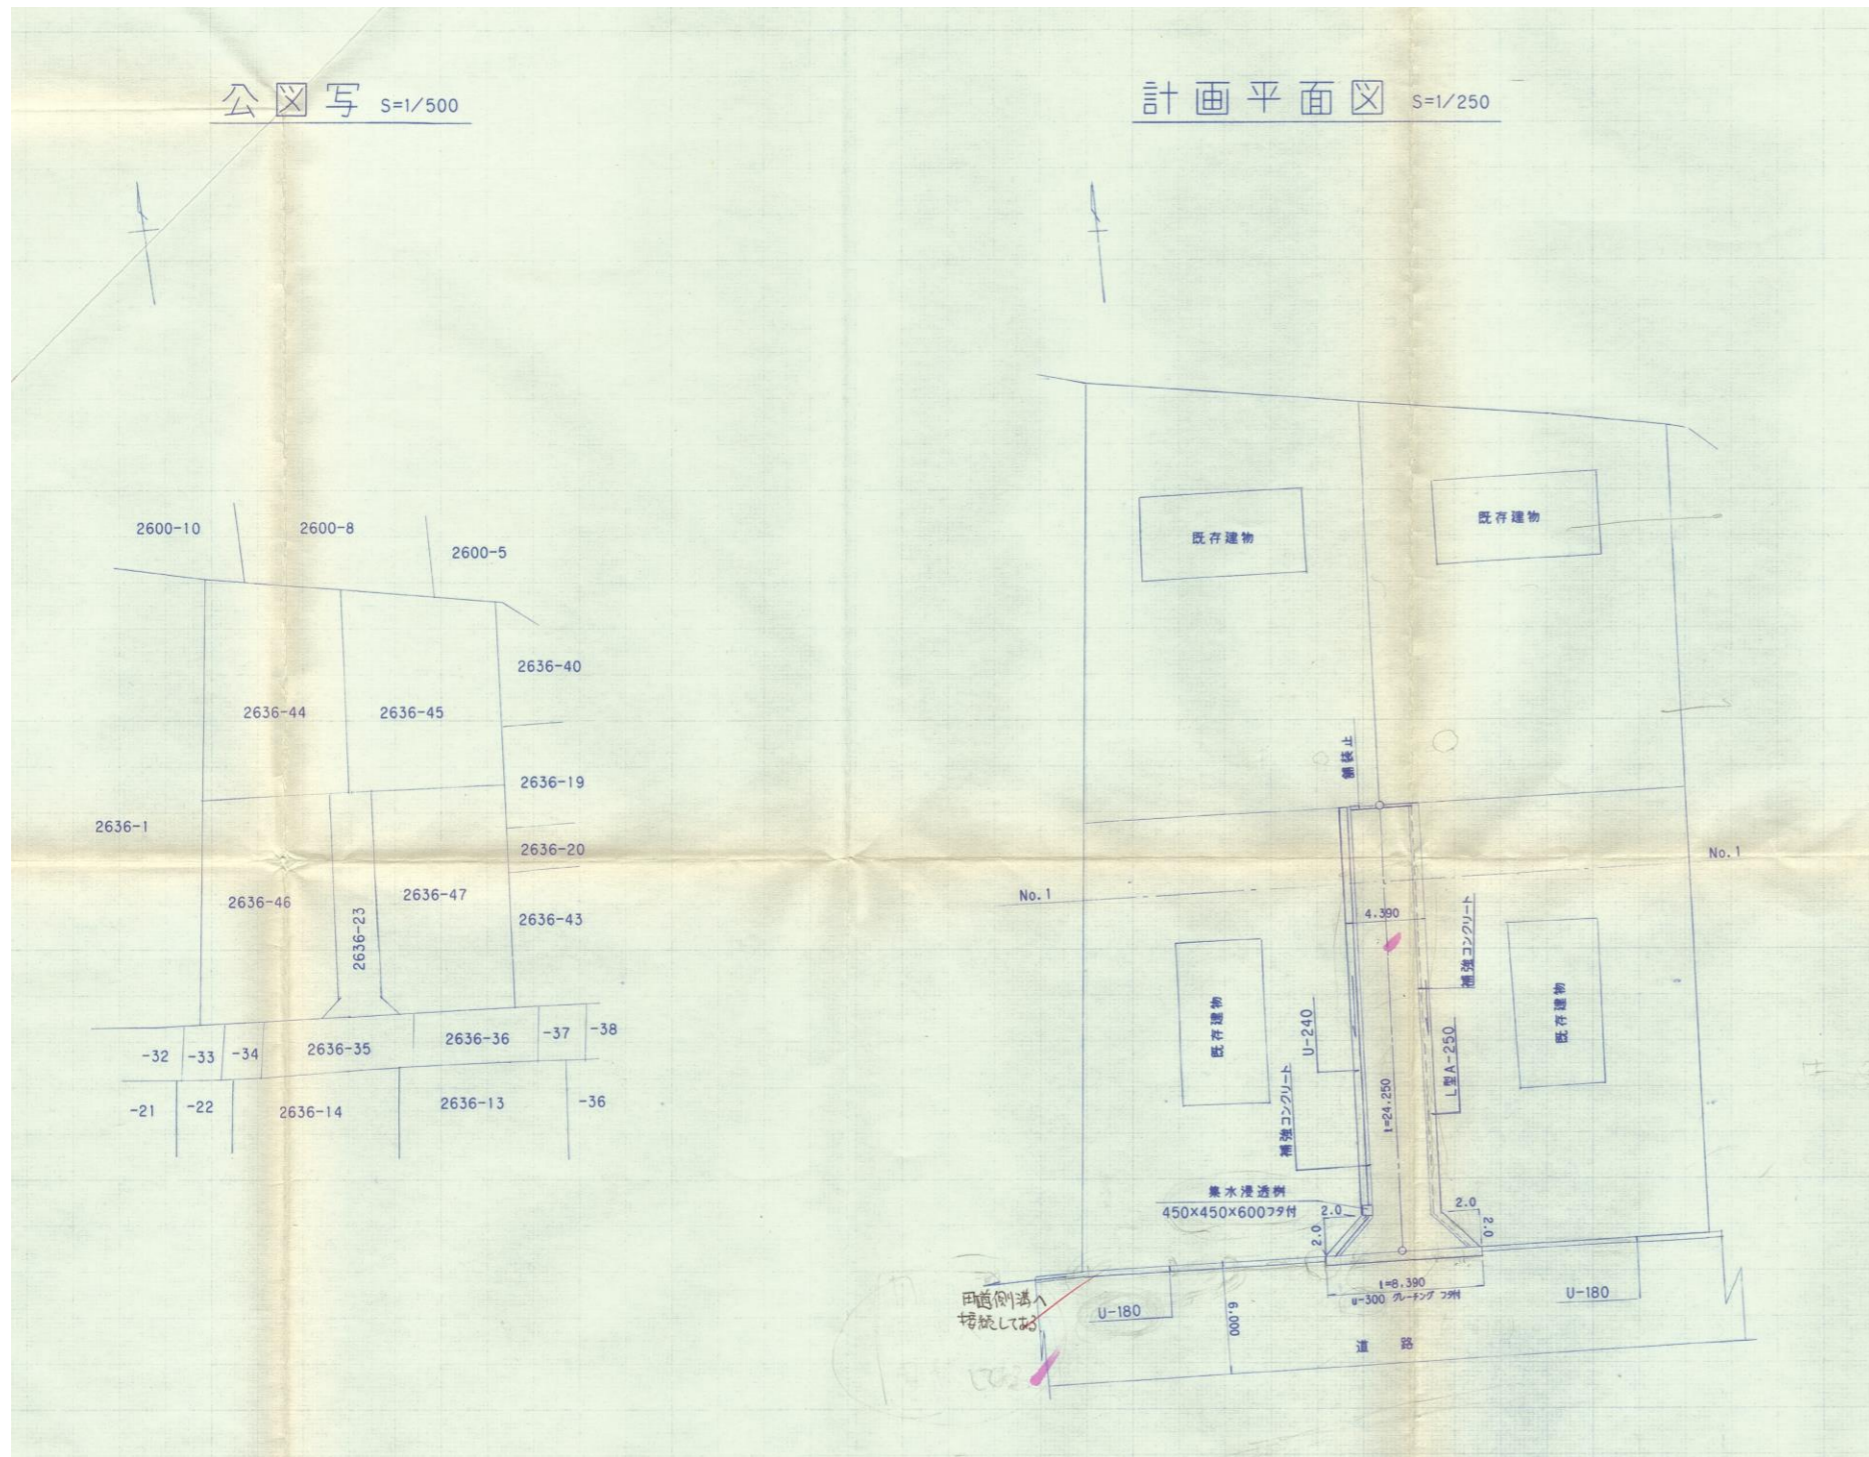 公図写 S=1/500
2600-10
2600-8
2600-5
2636-40
2636-44
2636-45
2636-19
2636-1
2636-20
2636-46
2636-47
2636-23
2636-43
-32
-33
-34
2636-35
2636-36
-37
-38
-21
-22
2636-14
2636-13
-36
計画平面図 S=1/250
既存建物
既存建物
舗装止
No.1
No.1
4.390
補強コンクリート
既存建物
既存建物
U-240
L型A-250
l=24.250
補強コンクリート
集水浸透桝
450×450×600フタ付
2.0
2.0
2.0
2.0
l=8.390
u-300 グレーチング フタ付
U-180
U-180
6.000
道 路
側溝へ
接続してある